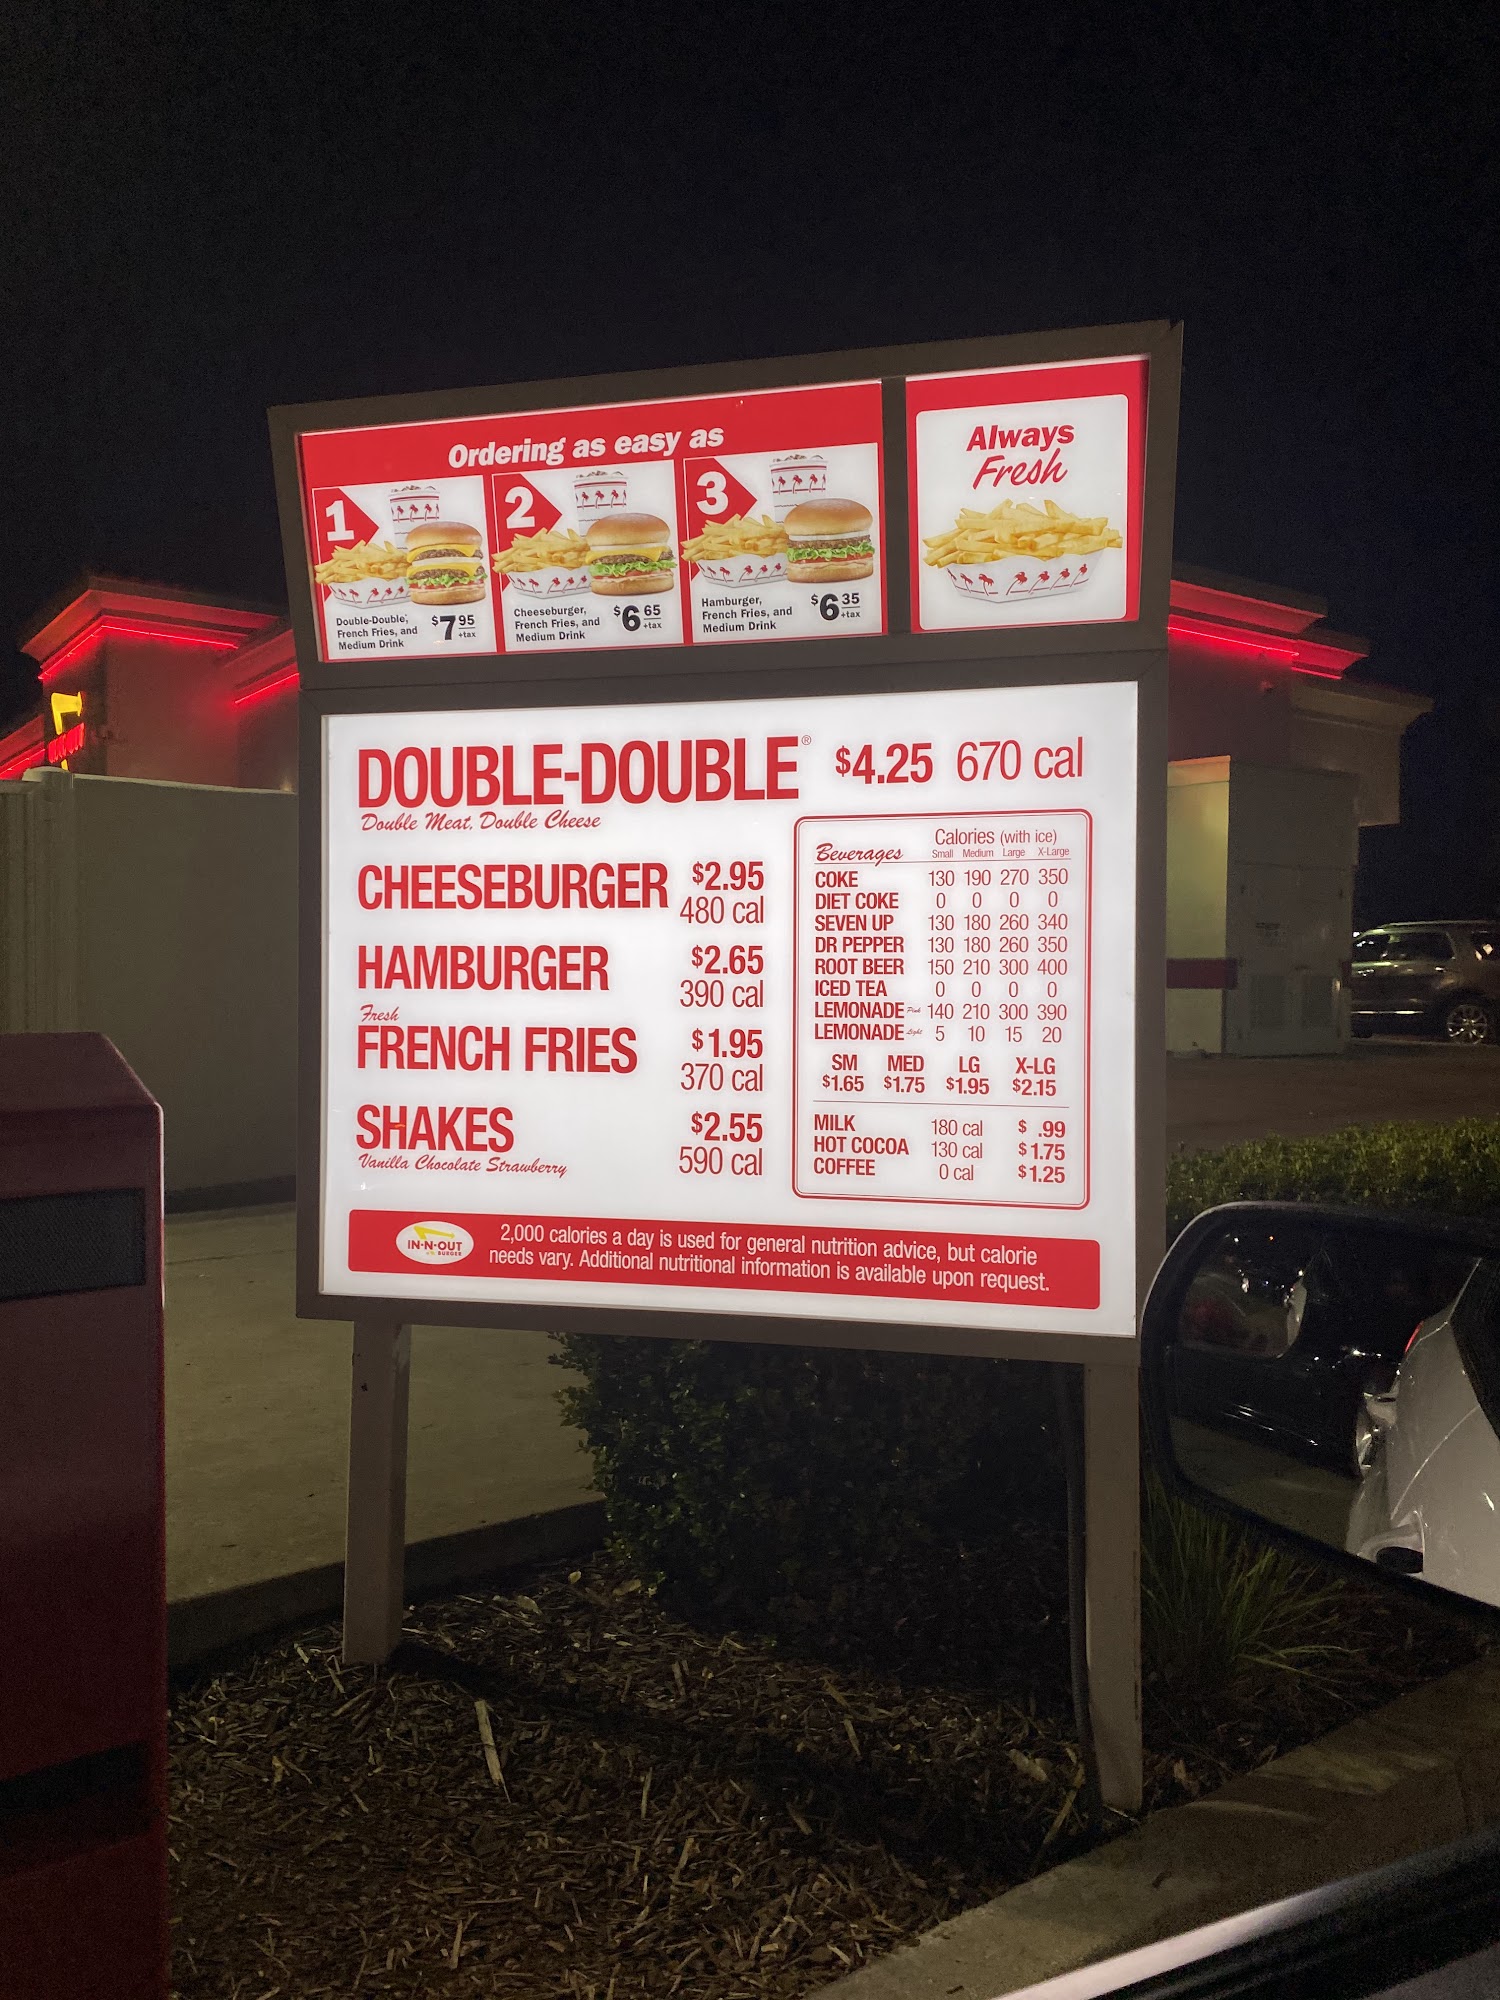 Ordering as easy as
1
Double-Double,
French Fries, and
Medium Drink
$7 95
+tax
2
Cheeseburger,
French Fries, and
Medium Drink
$6 65
+tax
3
Hamburger,
French Fries, and
Medium Drink
$6 35
+tax
Always
Fresh
DOUBLE-DOUBLE® $4.25 670 cal
Double Meat, Double Cheese
CHEESEBURGER $2.95
480 cal
HAMBURGER $2.65
390 cal
Fresh
FRENCH FRIES $1.95
370 cal
SHAKES $2.55
Vanilla Chocolate Strawberry 590 cal
Calories (with ice)
Beverages Small Medium Large X-Large
COKE 130 190 270 350
DIET COKE 0 0 0 0
SEVEN UP 130 180 260 340
DR PEPPER 130 180 260 350
ROOT BEER 150 210 300 400
ICED TEA 0 0 0 0
LEMONADE Pink 140 210 300 390
LEMONADE Light 5 10 15 20
SM MED LG X-LG
$1.65 $1.75 $1.95 $2.15
MILK 180 cal $ .99
HOT COCOA 130 cal $1.75
COFFEE 0 cal $1.25
IN-N-OUT
BURGER
2,000 calories a day is used for general nutrition advice, but calorie
needs vary. Additional nutritional information is available upon request.